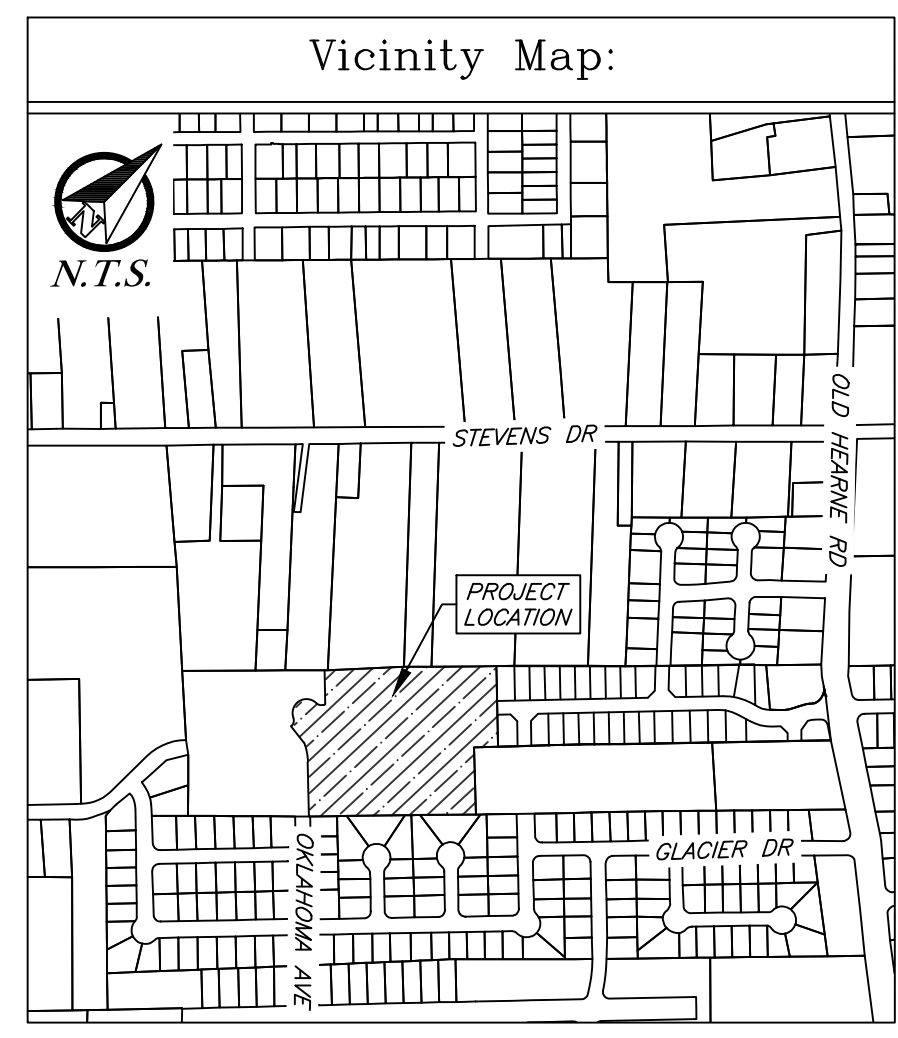 Vicinity Map:
N
N.T.S.
STEVENS DR
OLD HEARNE RD
PROJECT
LOCATION
GLACIER DR
OKLAHOMA AVE